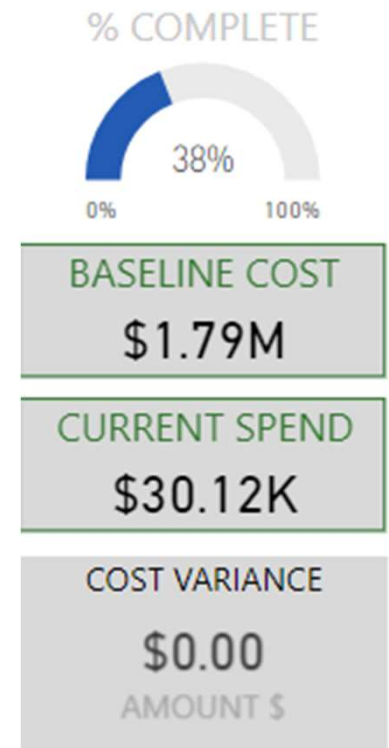 % COMPLETE
38%
0% 100%
BASELINE COST
$1.79M
CURRENT SPEND
$30.12K
COST VARIANCE
$0.00
AMOUNT $